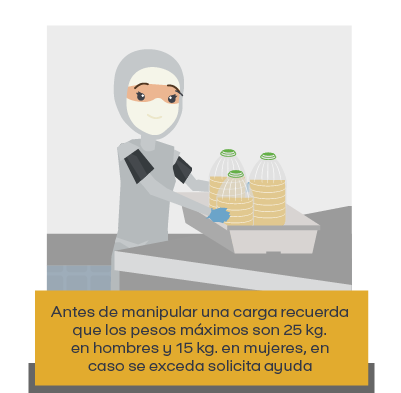 Antes de manipular una carga recuerda
que los pesos máximos son 25 kg.
en hombres y 15 kg. en mujeres, en
caso se exceda solicita ayuda